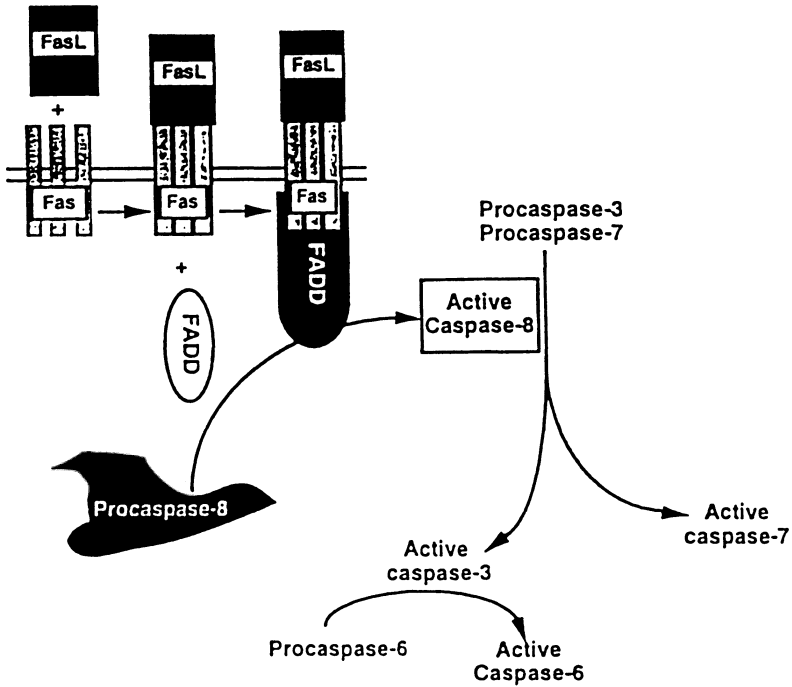 FasL
+
Fas
FasL
Fas
+
FADD
FasL
Fas
FADD
Procaspase-8
Active
Caspase-8
Procaspase-3
Procaspase-7
Active
caspase-7
Active
caspase-3
Procaspase-6
Active
Caspase-6